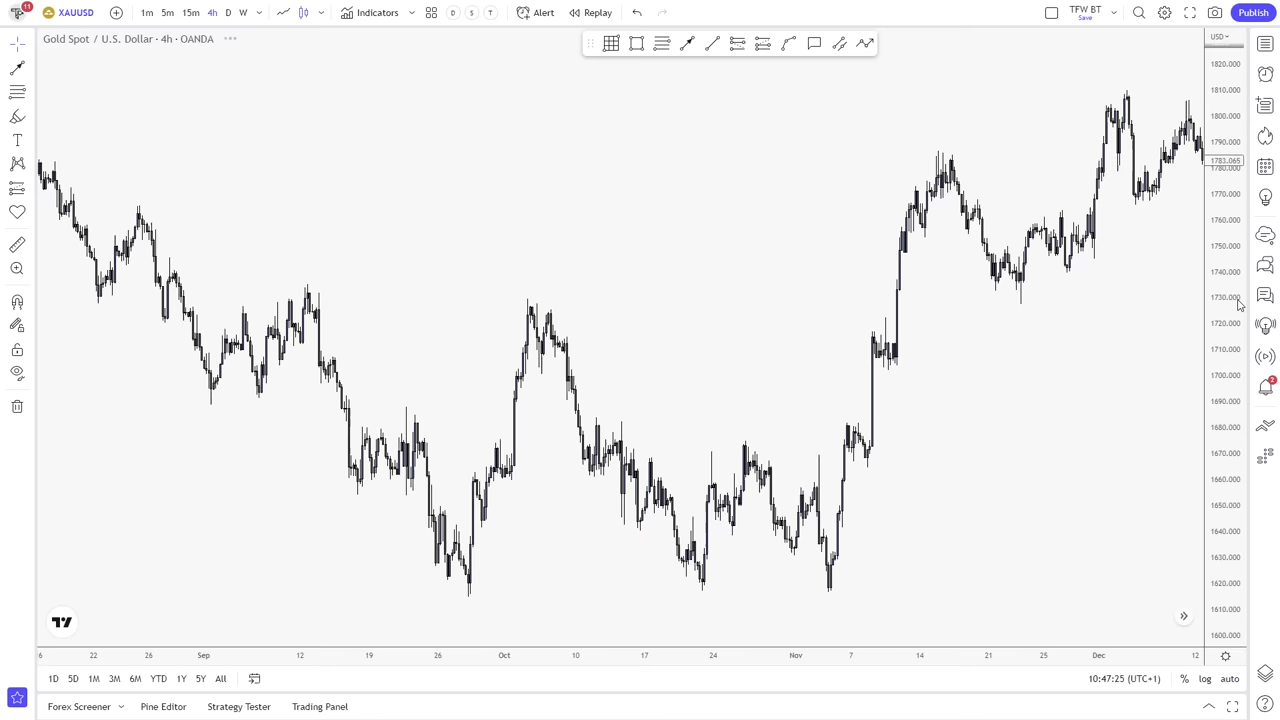 11
XAUUSD
1m 5m 15m 4h D W
Indicators
D S T
Alert
Replay
TFW BT
Save
Publish
Gold Spot / U.S. Dollar · 4h · OANDA
USD
1820.000
1810.000
1800.000
1790.000
1783.065
1780.000
1770.000
1760.000
1750.000
1740.000
1730.000
1720.000
1710.000
1700.000
1690.000
1680.000
1670.000
1660.000
1650.000
1640.000
1630.000
1620.000
1610.000
1600.000
2
6 22 26 Sep 12 19 26 Oct 10 17 24 Nov 7 14 21 25 Dec 12
1D 5D 1M 3M 6M YTD 1Y 5Y All
10:47:25 (UTC+1) % log auto
Forex Screener Pine Editor Strategy Tester Trading Panel